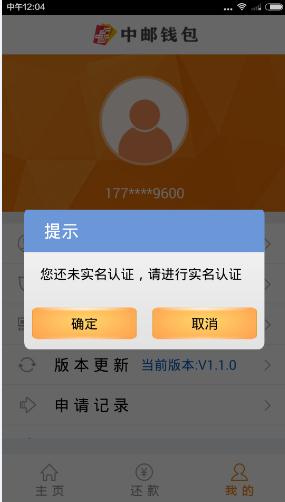 中午12:04
中邮钱包
177****9600
提示
您还未实名认证，请进行实名认证
确定
取消
版本更新 当前版本:V1.1.0
申请记录
主页
还款
我的